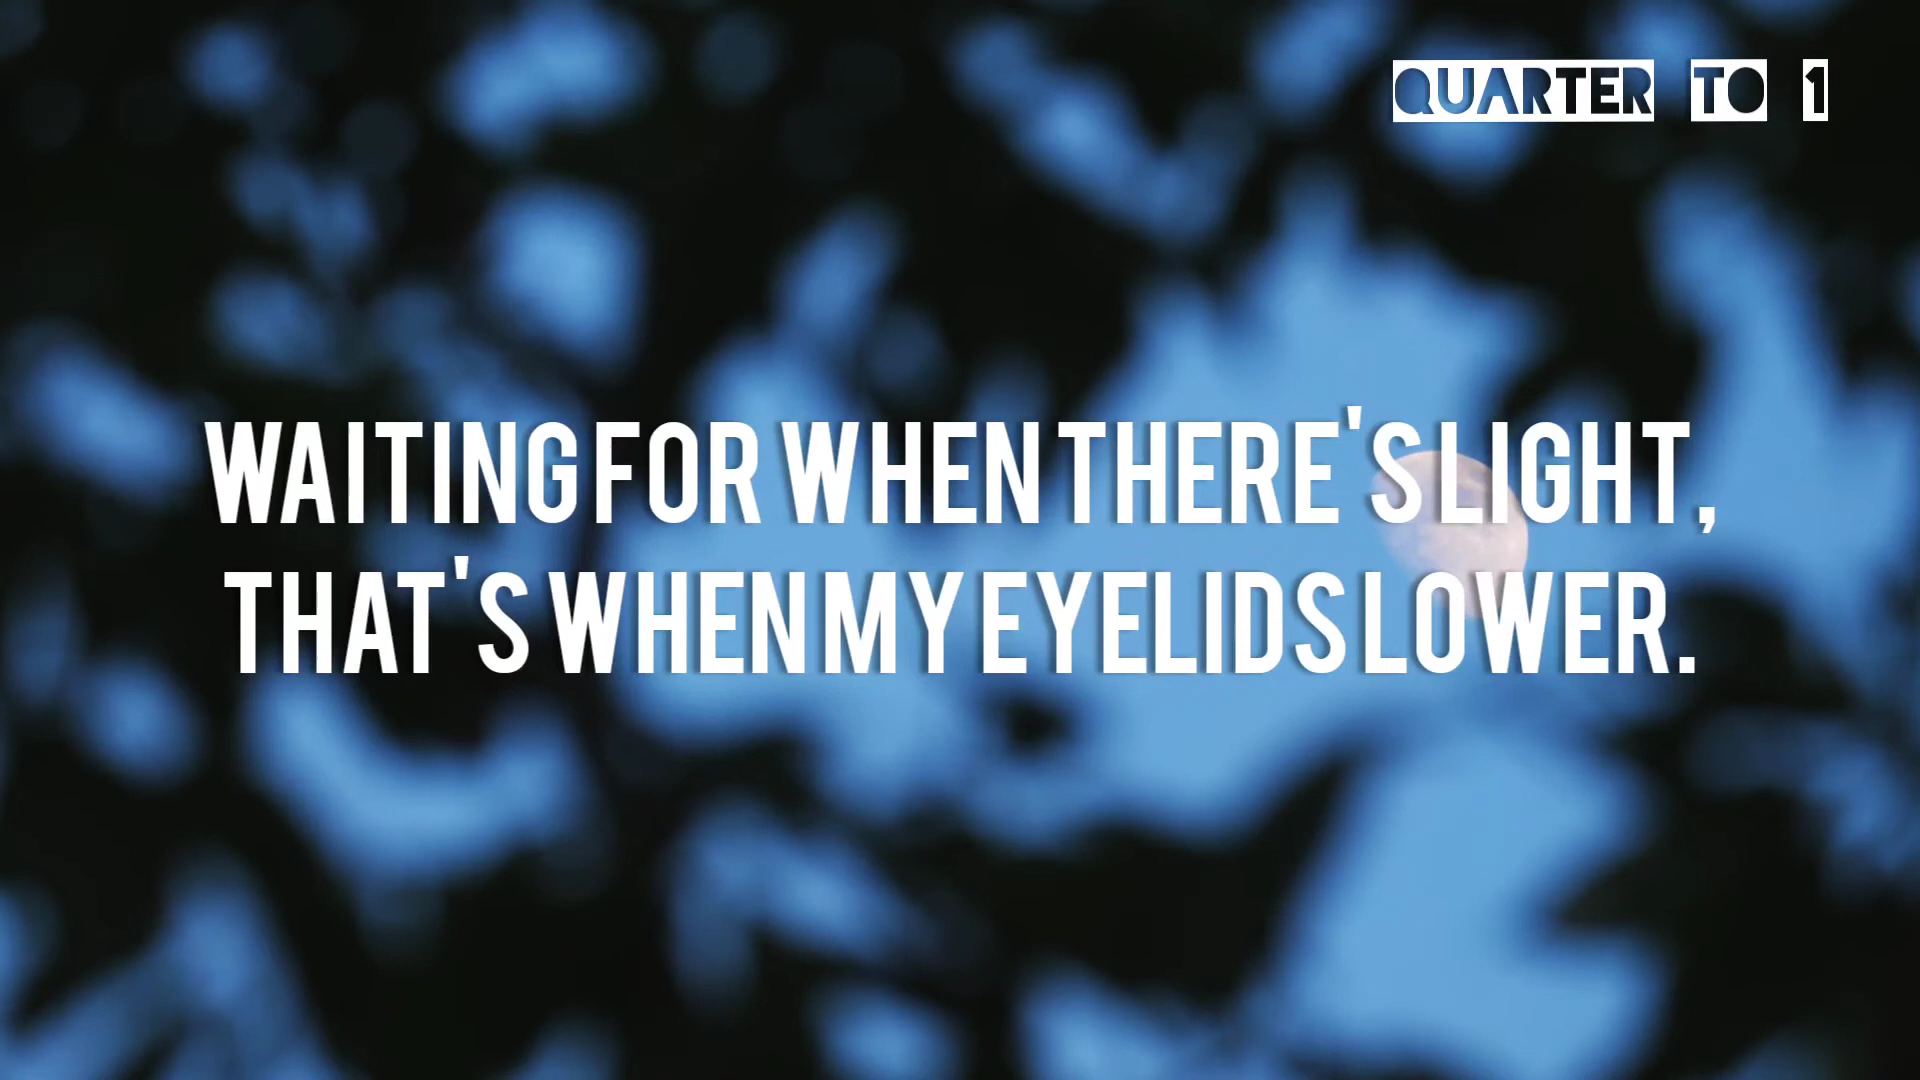 QUARTER TO 1
WAITING FOR WHEN THERE'S LIGHT,
THAT'S WHEN MY EYELIDS LOWER.